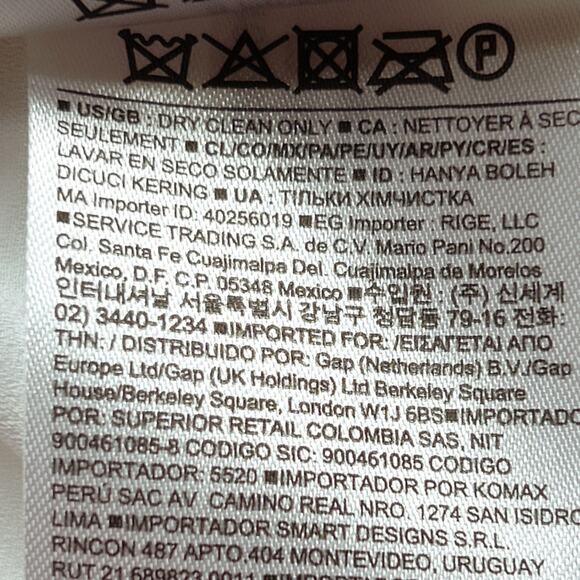 P
■ US/GB : DRY CLEAN ONLY ■ CA : NETTOYER À SEC
SEULEMENT ■ CL/CO/MX/PA/PE/UY/AR/PY/CR/ES :
LAVAR EN SECO SOLAMENTE ■ ID : HANYA BOLEH
DICUCI KERING ■ UA : ТІЛЬКИ ХІМЧИСТКА
MA Importer ID: 40256019 ■EG Importer : RIGE, LLC
■SERVICE TRADING S.A. de C.V. Mario Pani No.200
Col. Santa Fe Cuajimalpa Del. Cuajimalpa de Morelos
Mexico, D.F. C.P. 05348 Mexico ■수입원 : (주) 신세계
인터내셔날 서울특별시 강남구 청담동 79-16 전화:
02) 3440-1234 ■IMPORTED FOR: /ΕΙΣΑΓΕΤΑΙ ΑΠΟ
ΤΗΝ: / DISTRIBUIDO POR: Gap (Netherlands) B.V./Gap
Europe Ltd/Gap (UK Holdings) Ltd Berkeley Square
House/Berkeley Square, London W1J 6BS■IMPORTADO
POR: SUPERIOR RETAIL COLOMBIA SAS, NIT
900461085-8 CODIGO SIC: 900461085 CODIGO
IMPORTADOR: 5520 ■IMPORTADO POR KOMAX
PERÚ SAC AV. CAMINO REAL NRO. 1274 SAN ISIDRO
LIMA ■IMPORTADOR SMART DESIGNS S.R.L.
RINCON 487 APTO.404 MONTEVIDEO, URUGUAY
RUT 21 689823 0011 ■IMPORTADO